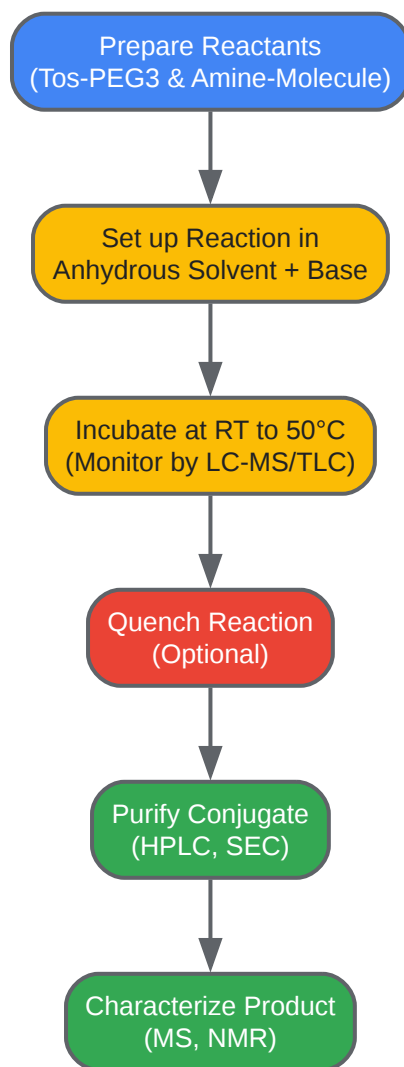 Prepare Reactants
(Tos-PEG3 & Amine-Molecule)
Set up Reaction in
Anhydrous Solvent + Base
Incubate at RT to 50°C
(Monitor by LC-MS/TLC)
Quench Reaction
(Optional)
Purify Conjugate
(HPLC, SEC)
Characterize Product
(MS, NMR)